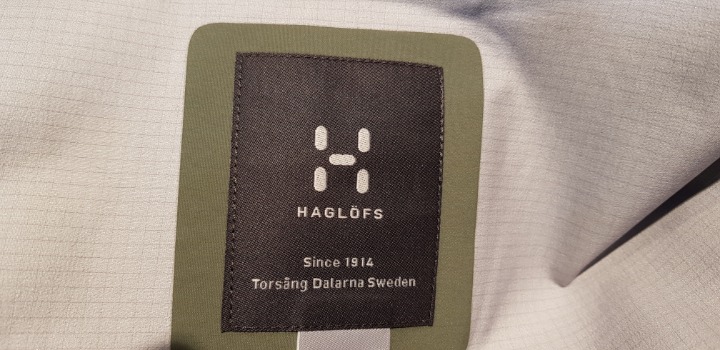 HAGLÖFS
Since 1914
Torsång Dalarna Sweden